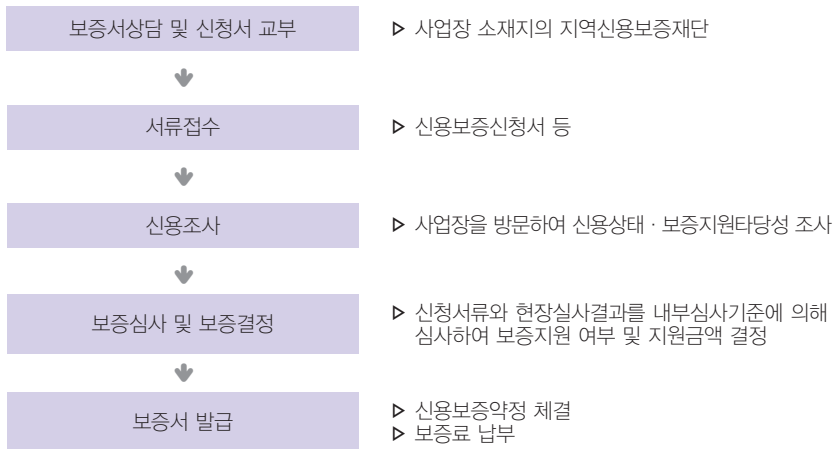 보증서상담 및 신청서 교부
▷ 사업장 소재지의 지역신용보증재단
서류접수
▷ 신용보증신청서 등
신용조사
▷ 사업장을 방문하여 신용상태 · 보증지원타당성 조사
보증심사 및 보증결정
▷ 신청서류와 현장실사결과를 내부심사기준에 의해
심사하여 보증지원 여부 및 지원금액 결정
보증서 발급
▷ 신용보증약정 체결
▷ 보증료 납부